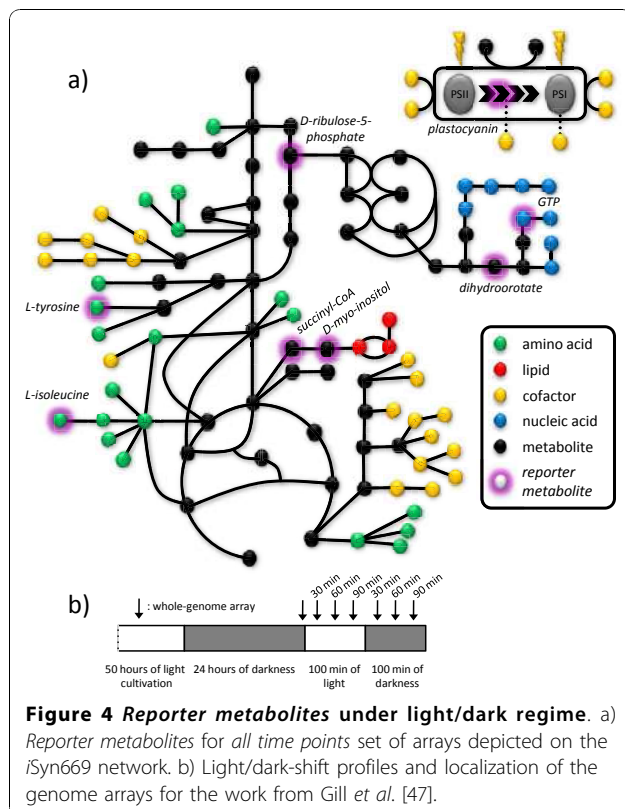 a)
D-ribulose-5-
phosphate
PSII
PSI
plastocyanin
GTP
dihydroorotate
succinyl-CoA
D-myo-inositol
L-tyrosine
L-isoleucine
amino acid
lipid
cofactor
nucleic acid
metabolite
reporter
metabolite
b)
: whole-genome array
30 min
60 min
90 min
30 min
60 min
90 min
50 hours of light
cultivation
24 hours of darkness
100 min of
light
100 min of
darkness
Figure 4 Reporter metabolites under light/dark regime. a)
Reporter metabolites for all time points set of arrays depicted on the
iSyn669 network. b) Light/dark-shift profiles and localization of the
genome arrays for the work from Gill et al. [47].